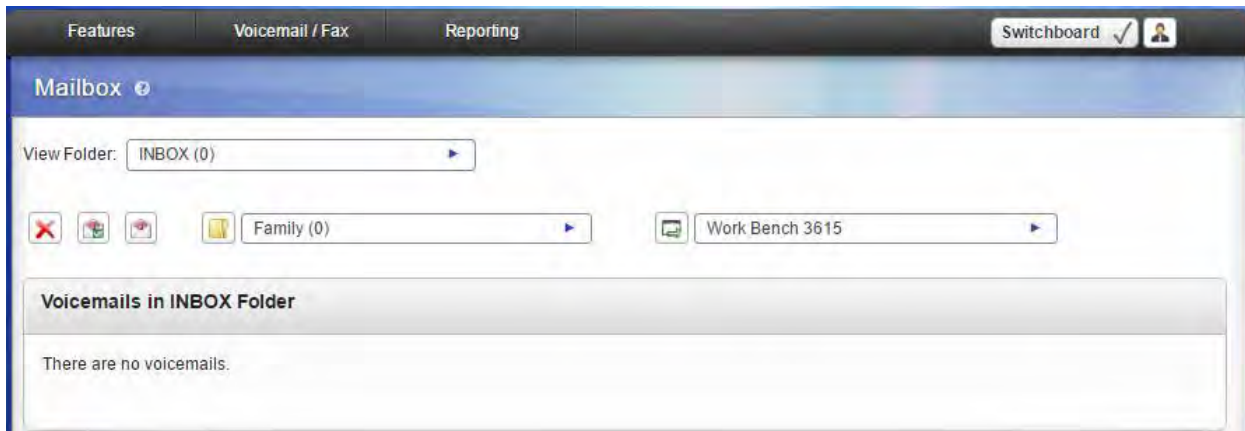 Features Voicemail / Fax Reporting Switchboard
Mailbox
View Folder: INBOX (0)
Family (0) Work Bench 3615
Voicemails in INBOX Folder
There are no voicemails.